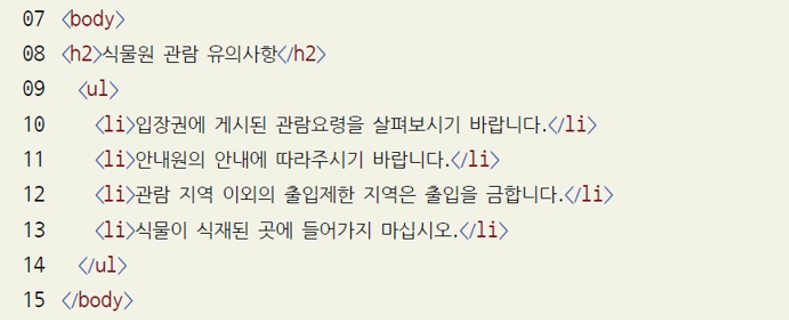 07 <body>
08 <h2>식물원 관람 유의사항</h2>
09 <ul>
10 <li>입장권에 게시된 관람요령을 살펴보시기 바랍니다.</li>
11 <li>안내원의 안내에 따라주시기 바랍니다.</li>
12 <li>관람 지역 이외의 출입제한 지역은 출입을 금합니다.</li>
13 <li>식물이 식재된 곳에 들어가지 마십시오.</li>
14 </ul>
15 </body>